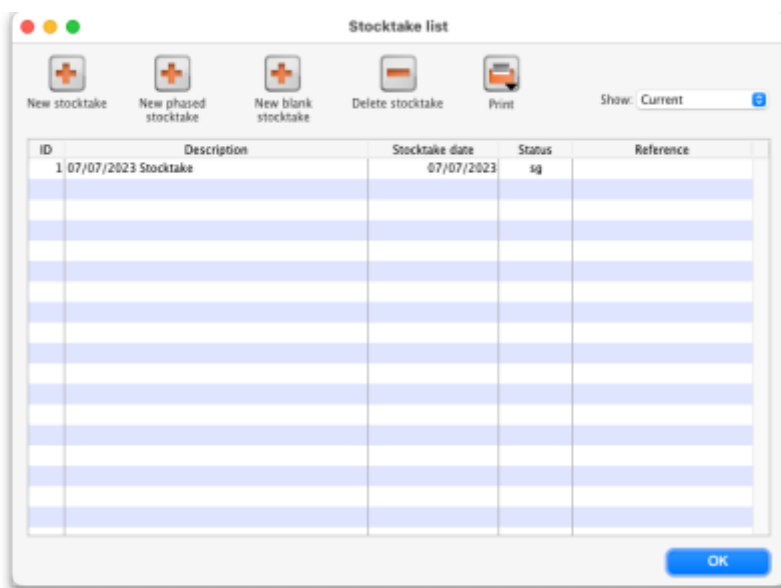 Stocktake list
New stocktake
New phased stocktake
New blank stocktake
Delete stocktake
Print
Show: Current
ID Description Stocktake date Status Reference
1 07/07/2023 Stocktake 07/07/2023 sg
OK